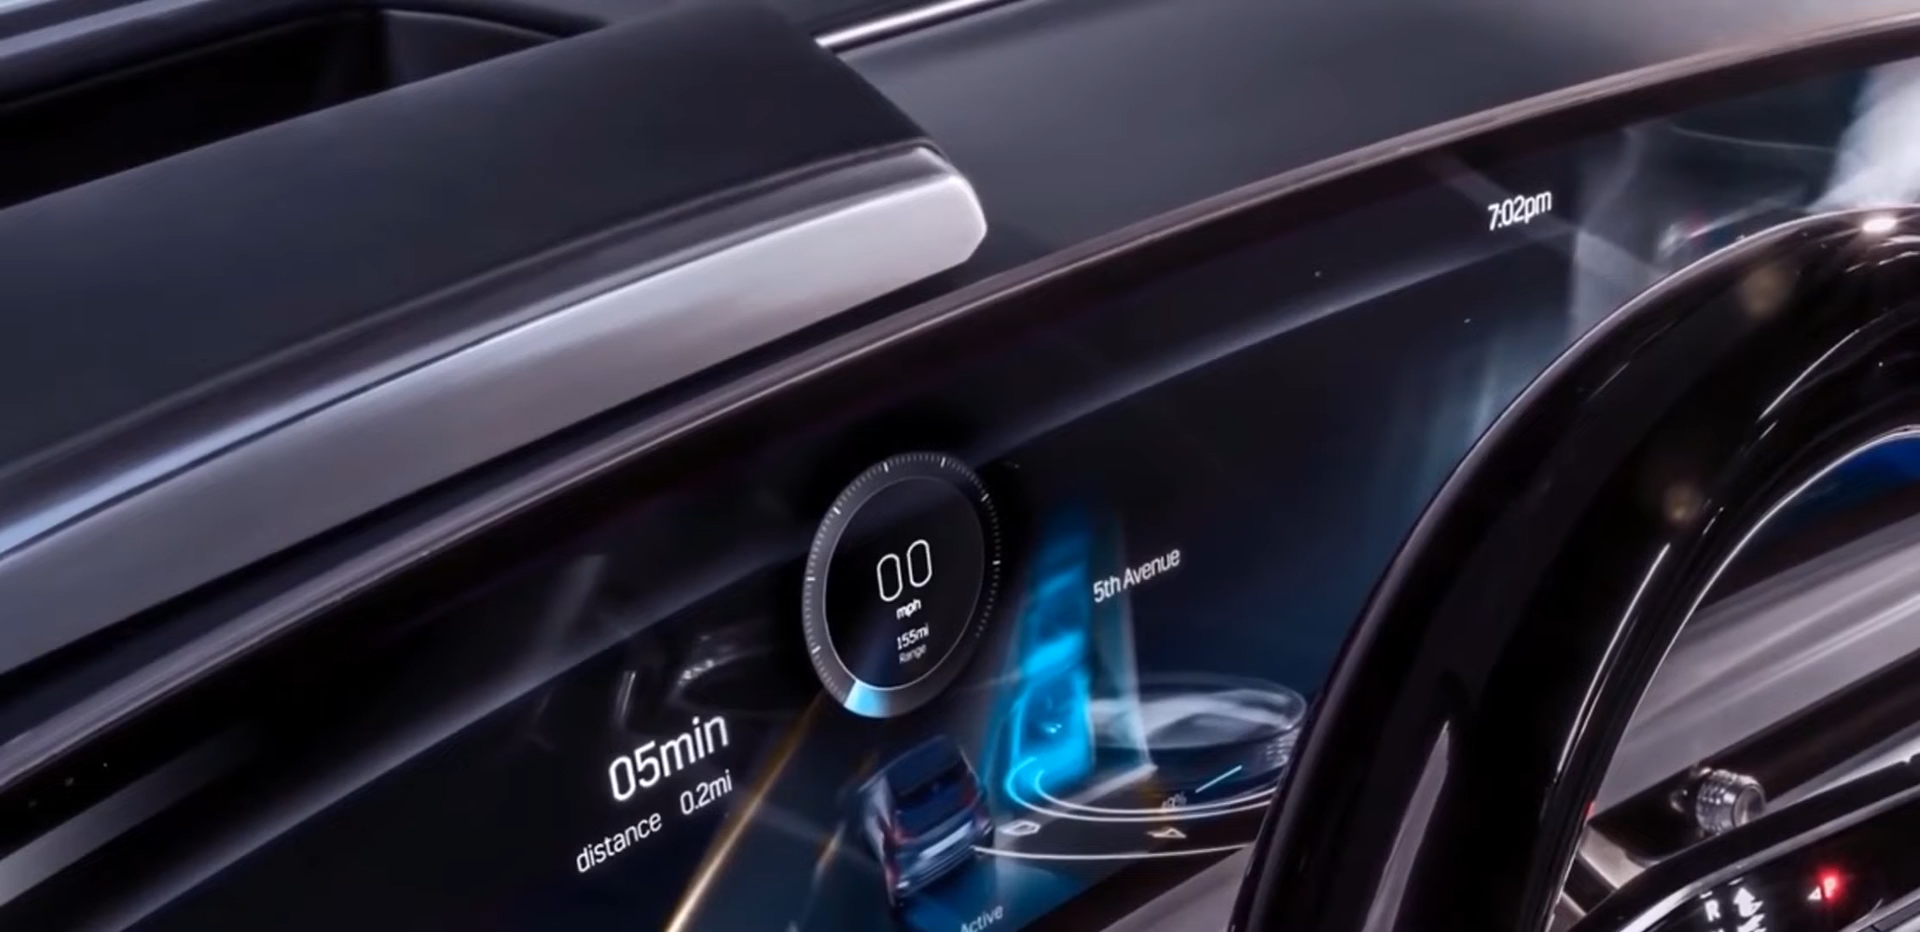 7:02pm
00
mph
155mi
Range
5th Avenue
05min
distance 0.2mi
Active
R